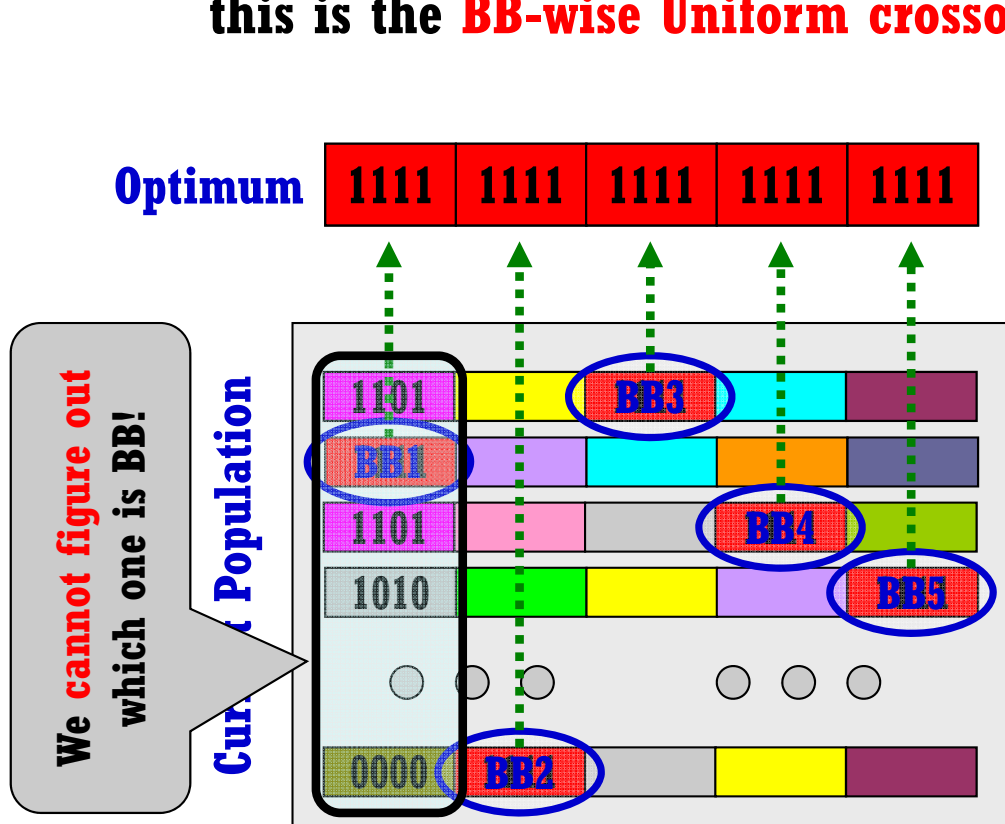 this is the BB-wise Uniform
Optimum 1111 1111 1111 1111 1111
We cannot figure out
which one is BB!
Population
1101 BB3
BB1
1101 BB4
1010 BB5
0000 BB2